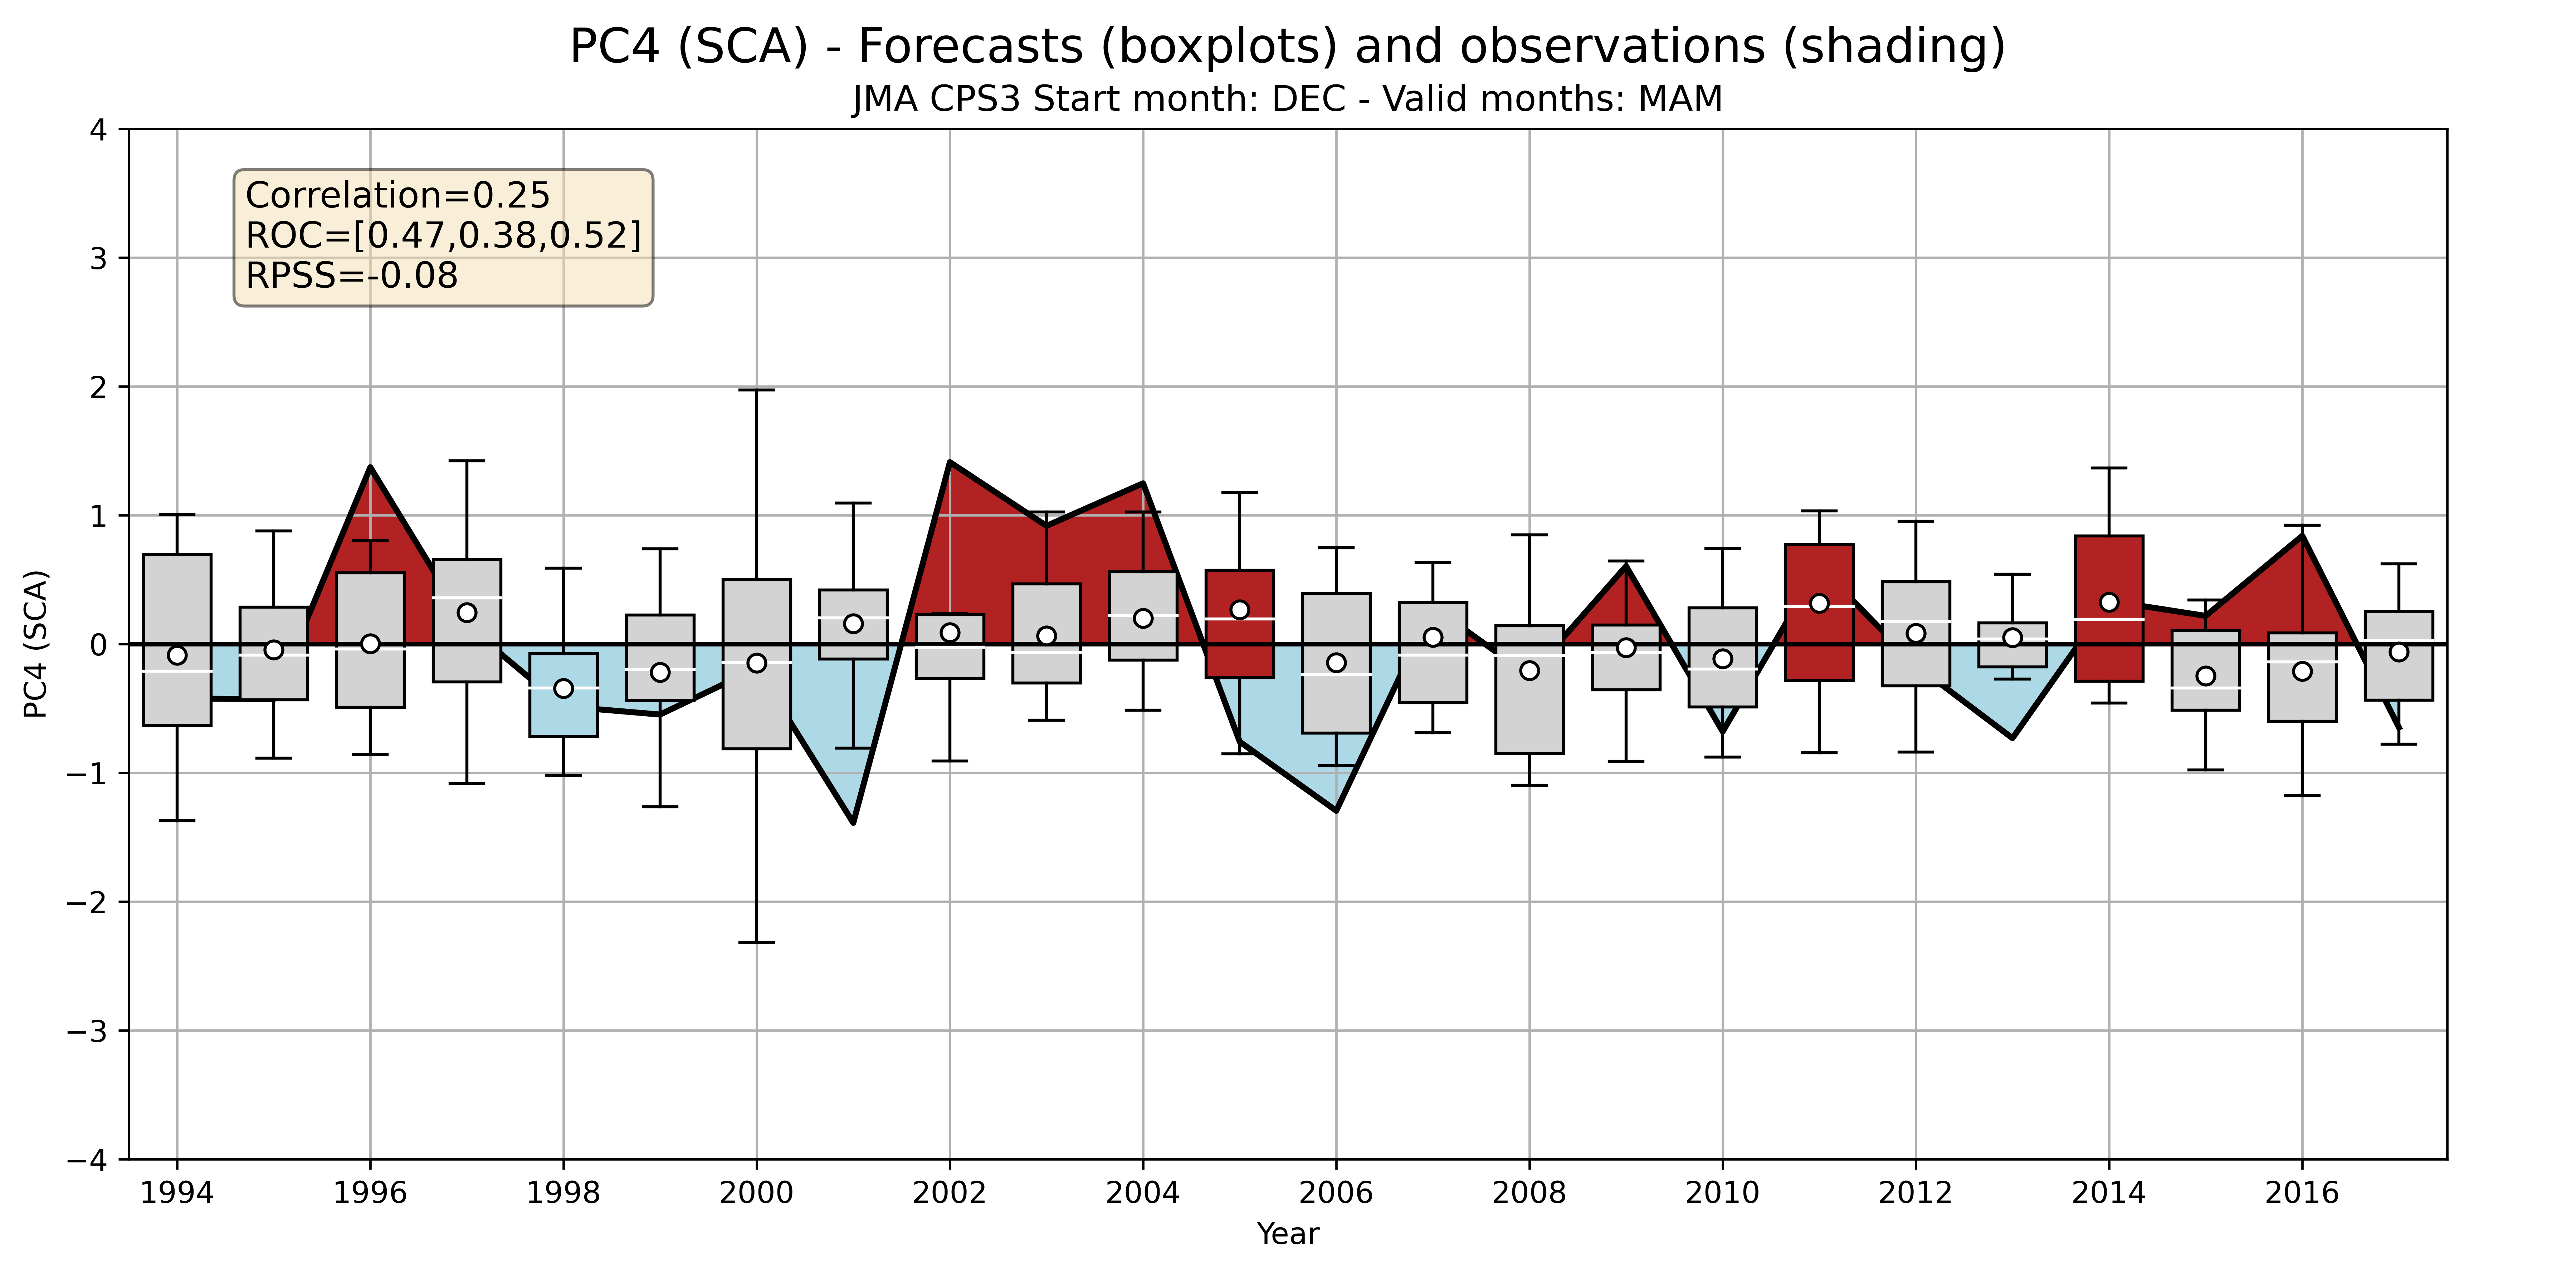 PC4 (SCA) - Forecasts (boxplots) and observations (shading)
JMA CPS3 Start month: DEC - Valid months: MAM
Correlation=0.25
ROC=[0.47,0.38,0.52]
RPSS=-0.08
PC4 (SCA)
4
3
2
1
0
−1
−2
−3
−4
1994 1996 1998 2000 2002 2004 2006 2008 2010 2012 2014 2016
Year